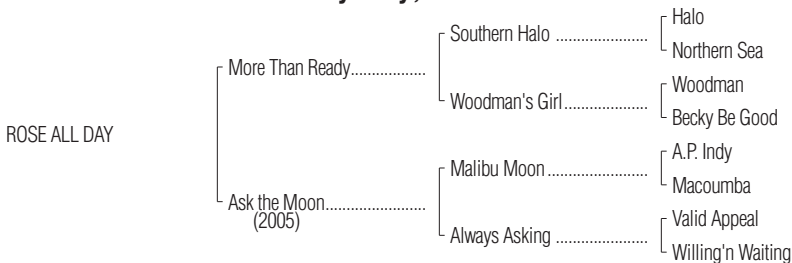 Halo
Southern Halo ......................
Northern Sea
More Than Ready..................
Woodman
Woodman's Girl....................
Becky Be Good
ROSE ALL DAY
A.P. Indy
Malibu Moon........................
Macoumba
Ask the Moon.......................
(2005)
Valid Appeal
Always Asking ......................
Willing'n Waiting